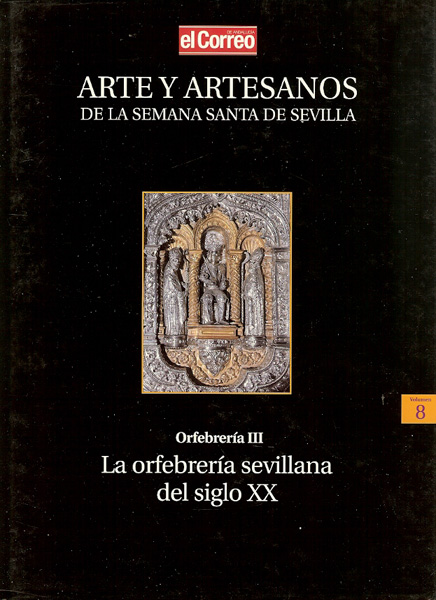 DE ANDALUCÍA
el Correo
ARTE Y ARTESANOS
DE LA SEMANA SANTA DE SEVILLA
Volumen
8
Orfebrería III
La orfebrería sevillana
del siglo XX